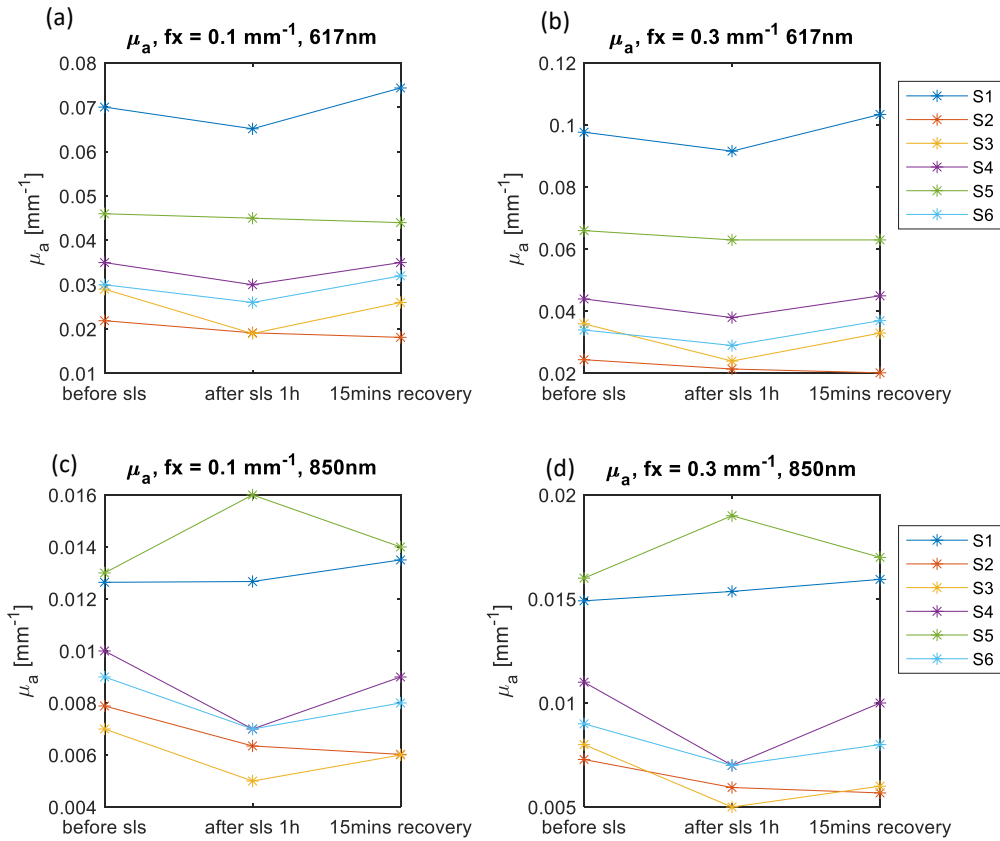 (a)
μa, fx = 0.1 mm-1, 617nm
0.08
0.07
0.06
0.05
0.04
0.03
0.02
0.01
μa [mm-1]
before sls after sls 1h 15mins recovery
(b)
μa, fx = 0.3 mm-1 617nm
0.12
0.1
0.08
0.06
0.04
0.02
μa [mm-1]
before sls after sls 1h 15mins recovery
S1
S2
S3
S4
S5
S6
(c)
μa, fx = 0.1 mm-1, 850nm
0.016
0.014
0.012
0.01
0.008
0.006
0.004
μa [mm-1]
before sls after sls 1h 15mins recovery
(d)
μa, fx = 0.3 mm-1, 850nm
0.02
0.015
0.01
0.005
μa [mm-1]
before sls after sls 1h 15mins recovery
S1
S2
S3
S4
S5
S6